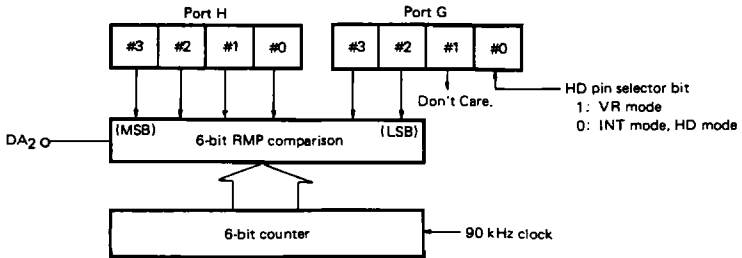 Port H
Port G
#3 #2 #1 #0
#3 #2 #1 #0
Don't Care.
HD pin selector bit
1: VR mode
0: INT mode, HD mode
(MSB)
(LSB)
6-bit RMP comparison
DA2
6-bit counter
90 kHz clock